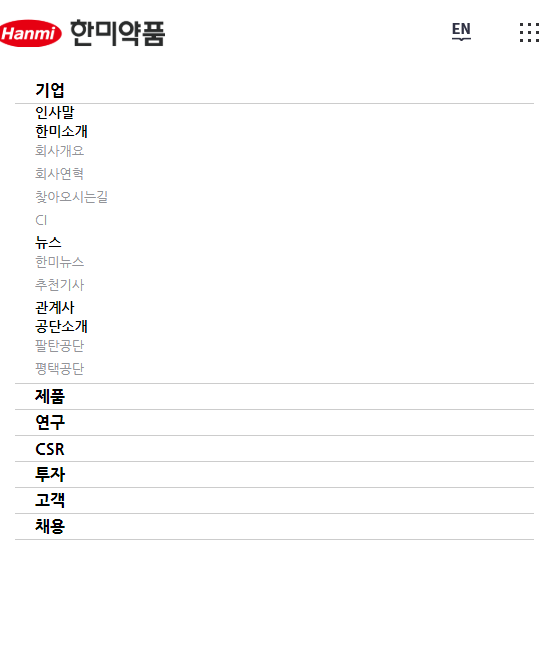 Hanmi 한미약품
EN
기업
인사말
한미소개
회사개요
회사연혁
찾아오시는길
CI
뉴스
한미뉴스
추천기사
관계사
공단소개
팔탄공단
평택공단
제품
연구
CSR
투자
고객
채용